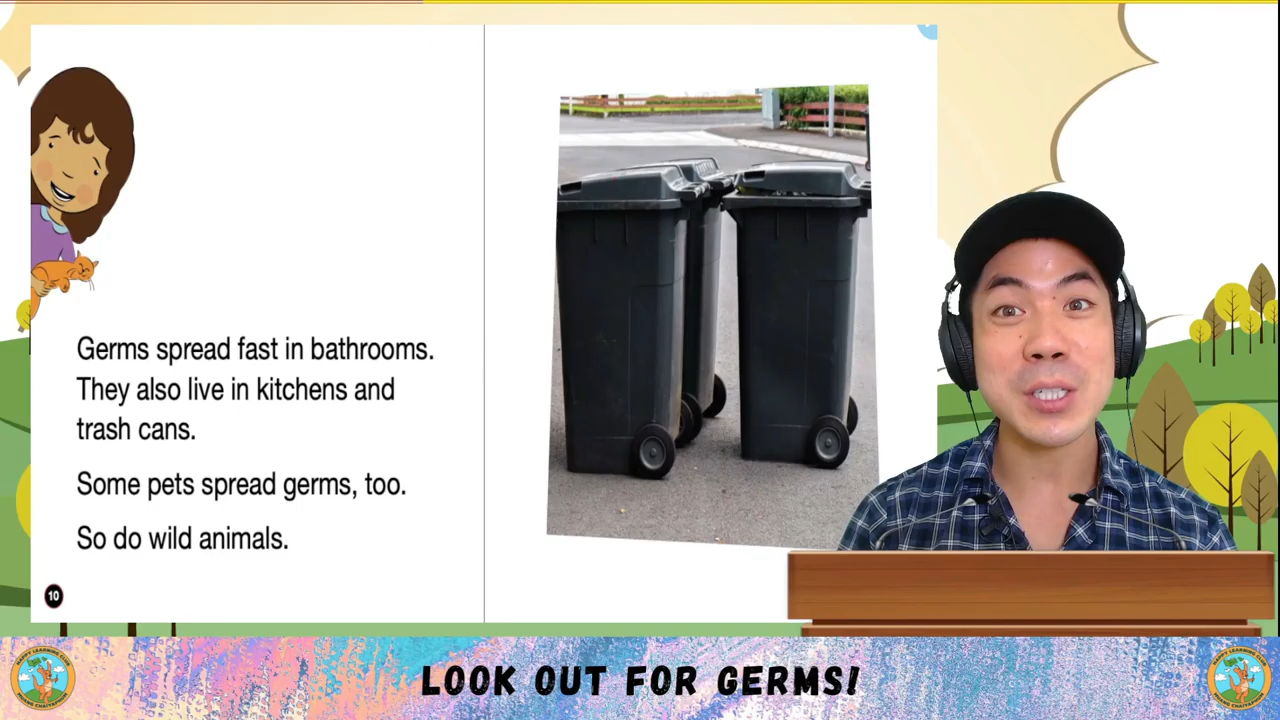 Germs spread fast in bathrooms.
They also live in kitchens and
trash cans.
Some pets spread germs, too.
So do wild animals.
10
LOOK OUT FOR GERMS!